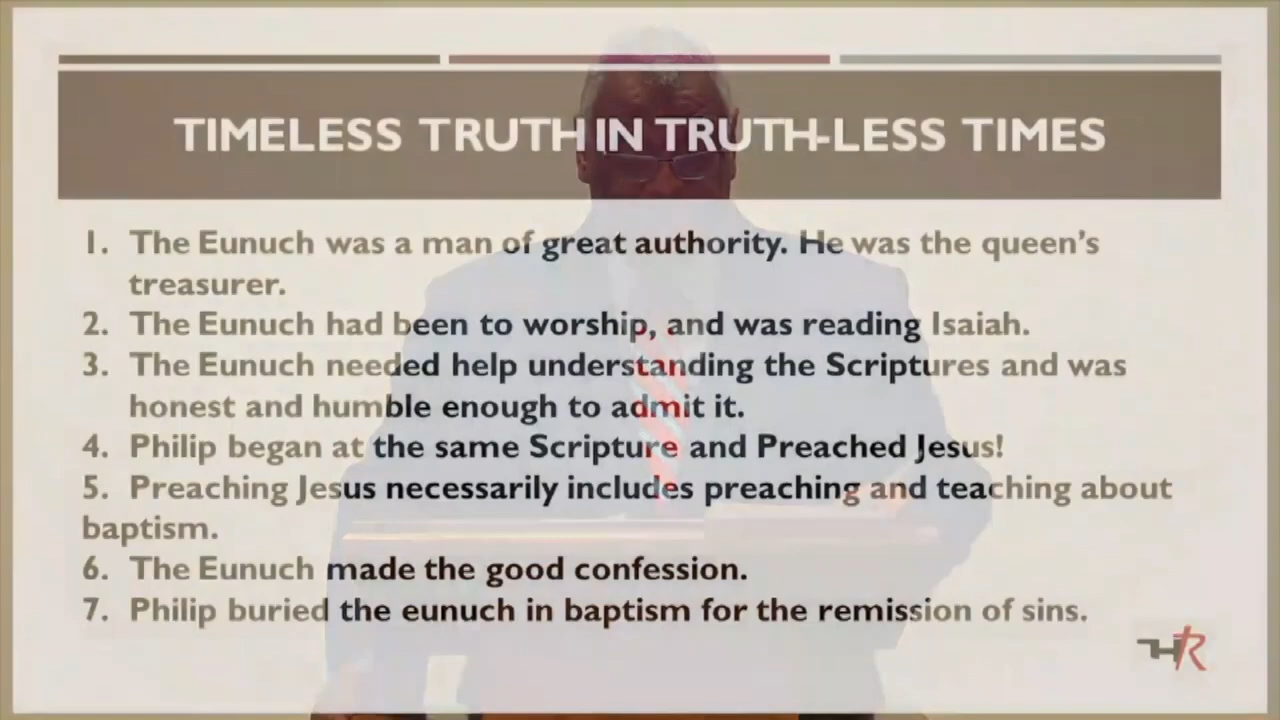 TIMELESS TRUTH IN TRUTH-LESS TIMES
1. The Eunuch was a man of great authority. He was the queen's
treasurer.
2. The Eunuch had been to worship, and was reading Isaiah.
3. The Eunuch needed help understanding the Scriptures and was
honest and humble enough to admit it.
4. Philip began at the same Scripture and Preached Jesus!
5. Preaching Jesus necessarily includes preaching and teaching about
baptism.
6. The Eunuch made the good confession.
7. Philip buried the eunuch in baptism for the remission of sins.
THR